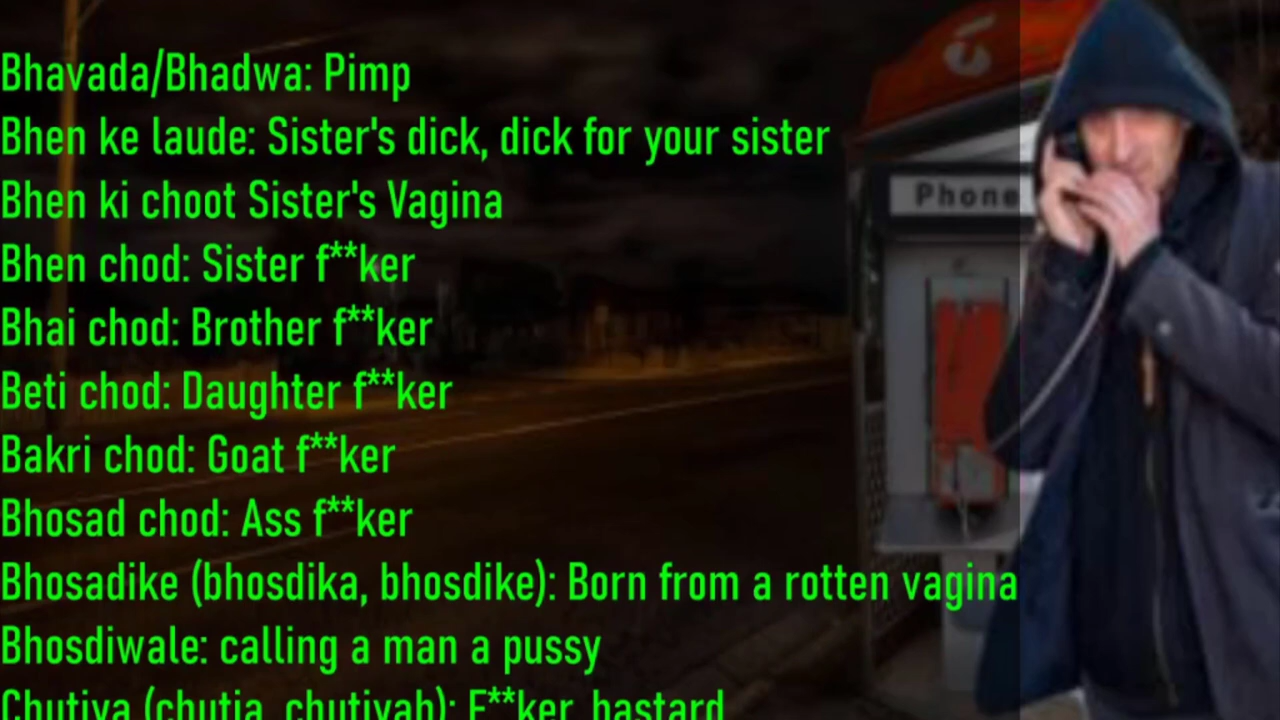 Bhavada/Bhadwa: Pimp
Bhen ke laude: Sister's dick, dick for your sister
Bhen ki choot Sister's Vagina
Bhen chod: Sister f**ker
Bhai chod: Brother f**ker
Beti chod: Daughter f**ker
Bakri chod: Goat f**ker
Bhosad chod: Ass f**ker
Bhosadike (bhosdika, bhosdike): Born from a rotten vagina
Bhosdiwale: calling a man a pussy
Chutiya (chutia, chutiyah): F**ker, bastard
Phone